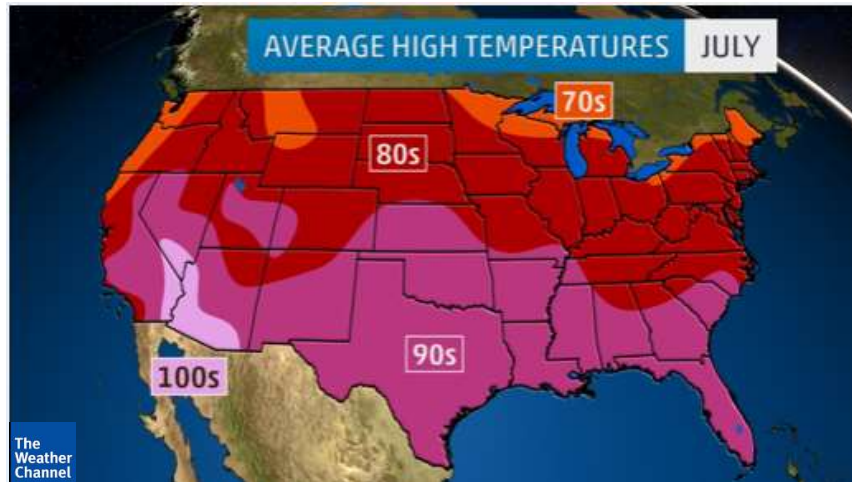 AVERAGE HIGH TEMPERATURES JULY
70s
80s
90s
100s
The
Weather
Channel